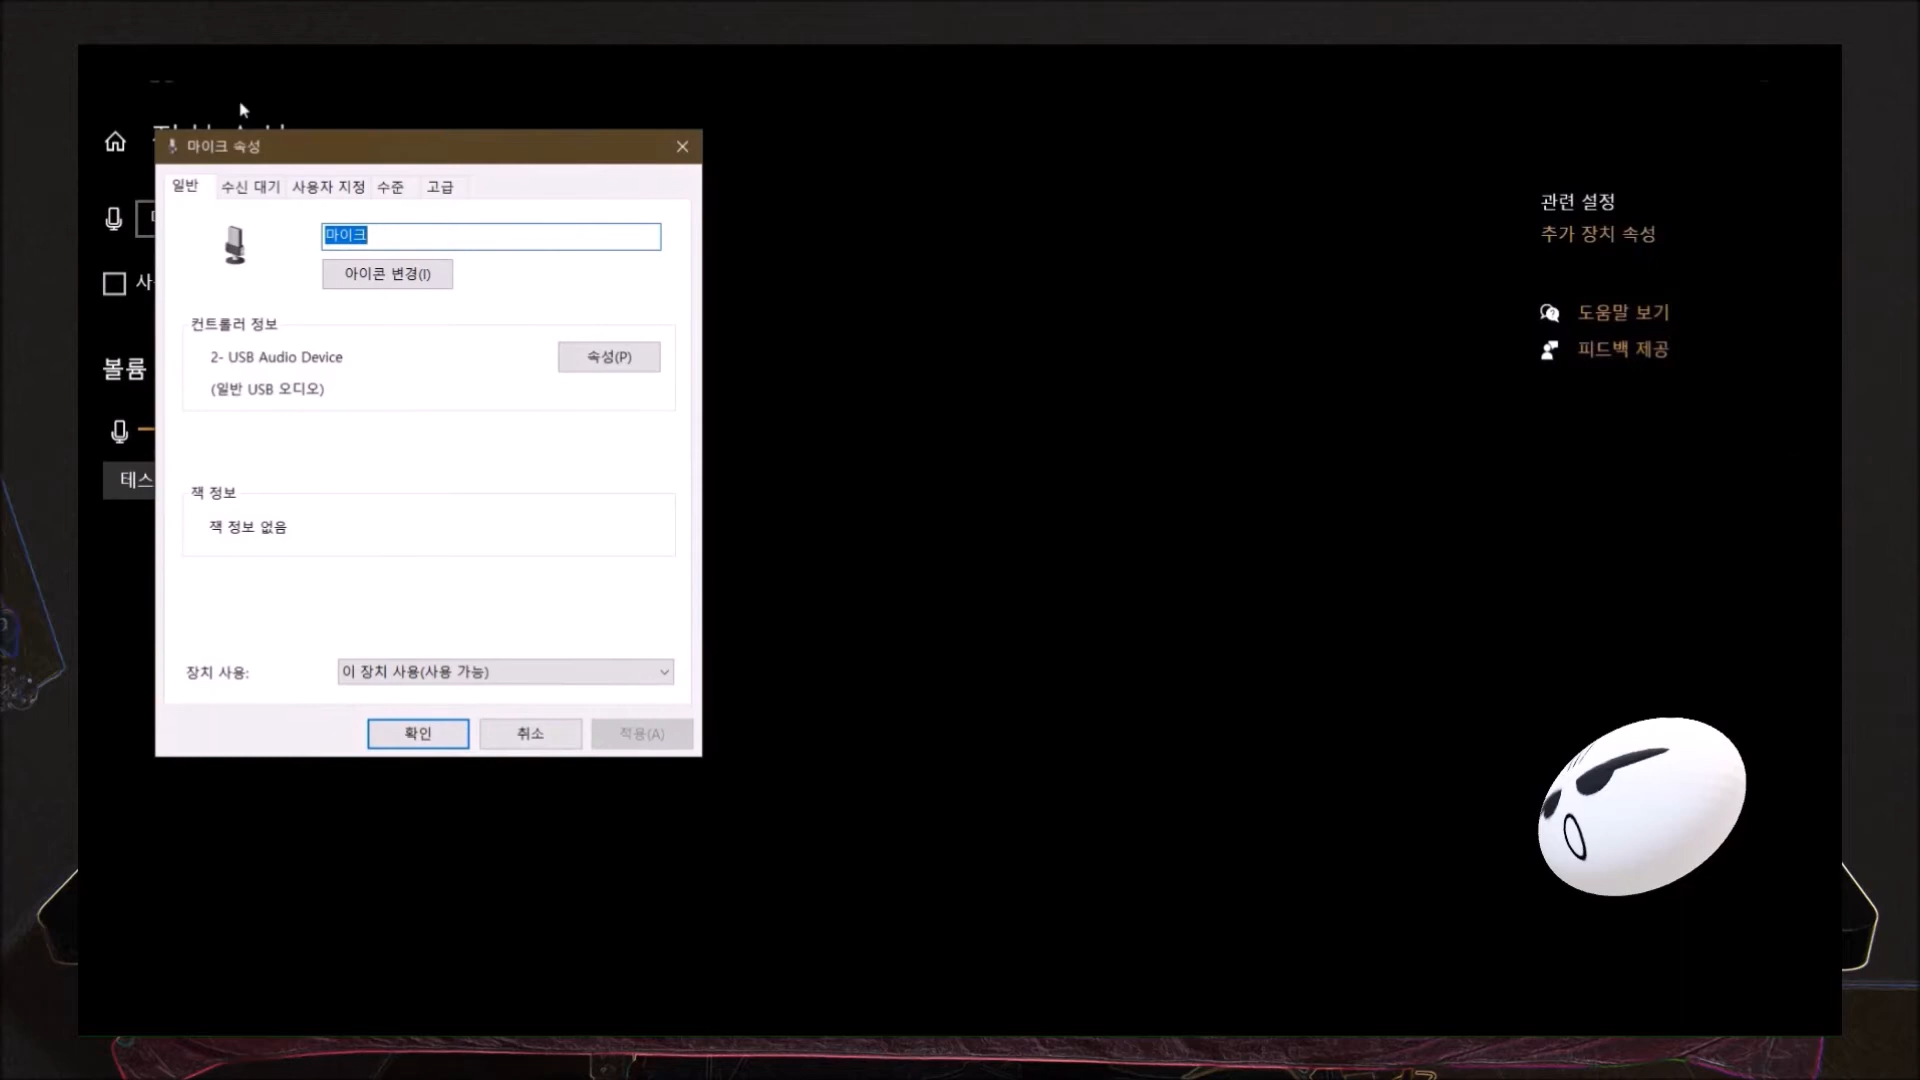 마이크 속성
일반 수신 대기 사용자 지정 수준 고급
마이크
아이콘 변경(I)
컨트롤러 정보
2- USB Audio Device
속성(P)
(일반 USB 오디오)
잭 정보
잭 정보 없음
장치 사용:
이 장치 사용(사용 가능)
확인
취소
적용(A)
볼륨
테스
관련 설정
추가 장치 속성
도움말 보기
피드백 제공